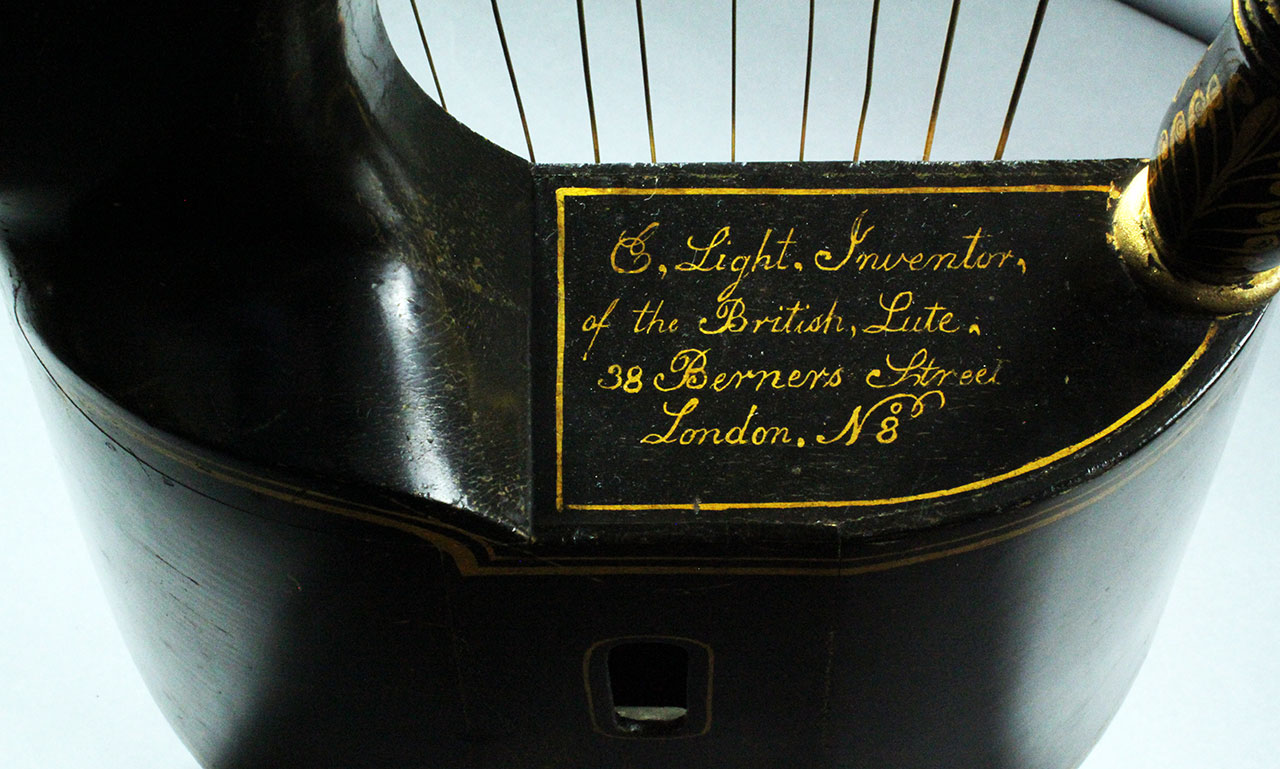 E, Light, Inventor,
of the British, Lute.
38 Berners Street
London, No 8